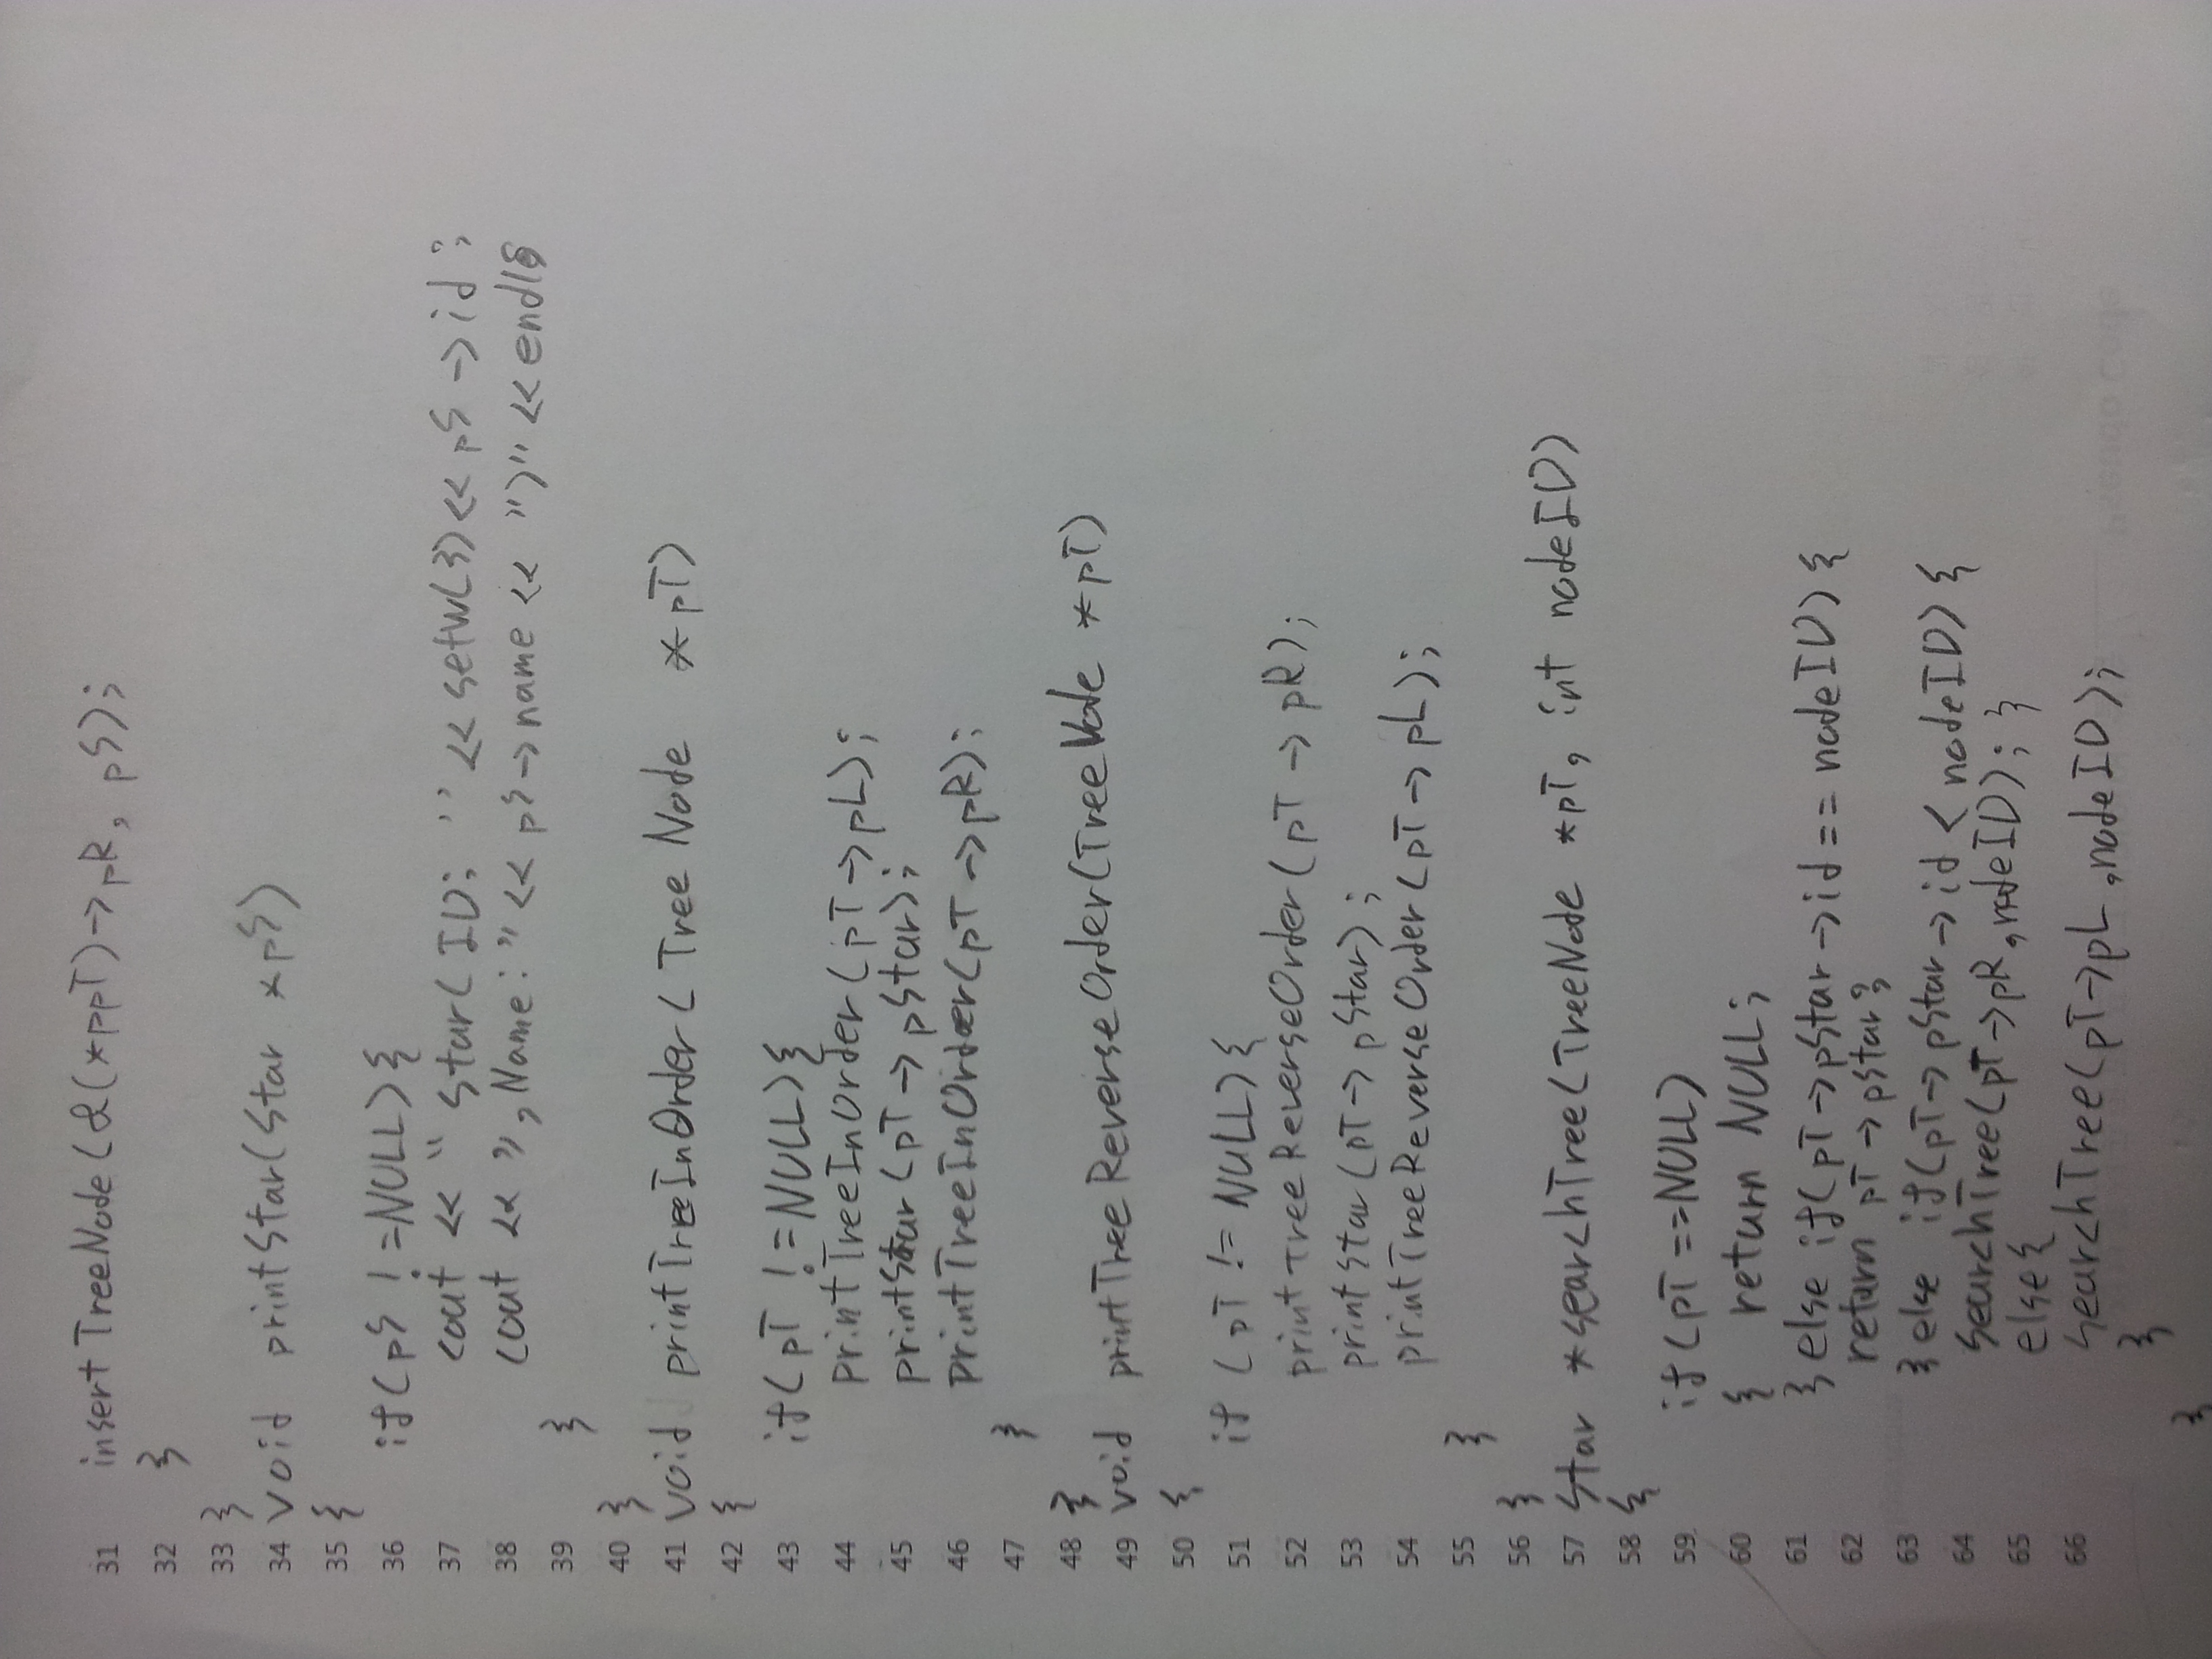 31 insertTreeNode(&(*ppT)->pR, pS);
32 }
33 }
34 void printStar(Star *pS)
35 {
36 if(pS !=NULL){
37 cout << " Star(ID: " << setw(3)<< pS ->id;
38 cout << ", Name:" << pS->name << ")" <<endl;
39 }
40 }
41 void printTreeInOrder(TreeNode *pT)
42 {
43 if(pT !=NULL){
44 printTreeInOrder(pT->pL);
45 printStar(pT->pStar);
46 printTreeInOrder(pT->pR);
47 }
48 }
49 void printTreeReverseOrder(TreeNode *pT)
50 {
51 if (pT != NULL){
52 printTreeReverseOrder(pT->pR);
53 printStar(pT->pStar);
54 printTreeReverseOrder(pT->pL);
55 }
56 }
57 Star *searchTree(TreeNode *pT, int nodeID)
58 {
59 if(pT ==NULL)
60 { return NULL;
61 } else if(pT->pStar->id==nodeID){
62 return pT->pStar;
63 } else if(pT->pStar->id < nodeID){
64 searchTree(pT->pR,nodeID); }
65 else{
66 searchTree(pT->pL,nodeID);
}
}